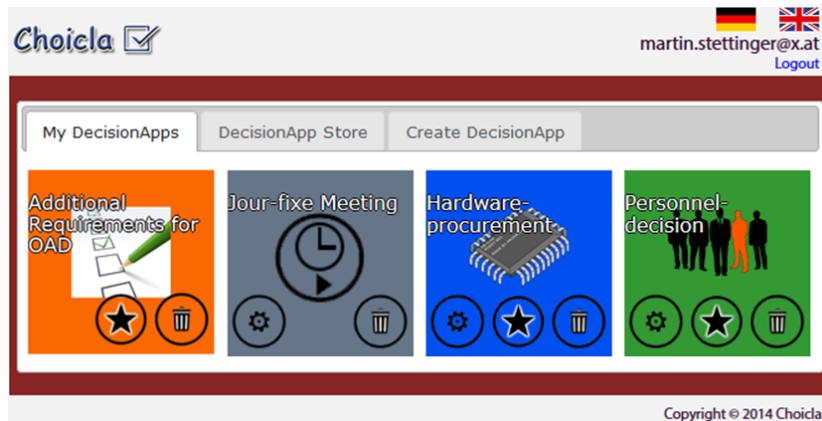 Choicla
martin.stettinger@x.at
Logout
My DecisionApps
DecisionApp Store
Create DecisionApp
Additional
Requirements for
OAD
Jour-fixe Meeting
Hardware-
procurement
Personnel-
decision
Copyright © 2014 Choicla